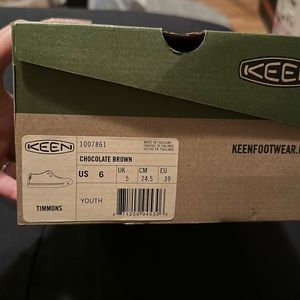 KEEN
KEEN
1007861
MADE IN THAILAND
CHOCOLATE BROWN
US 6
UK 5
CM 24.5
EU 39
TIMMONS
YOUTH
KEENFOOTWEAR.